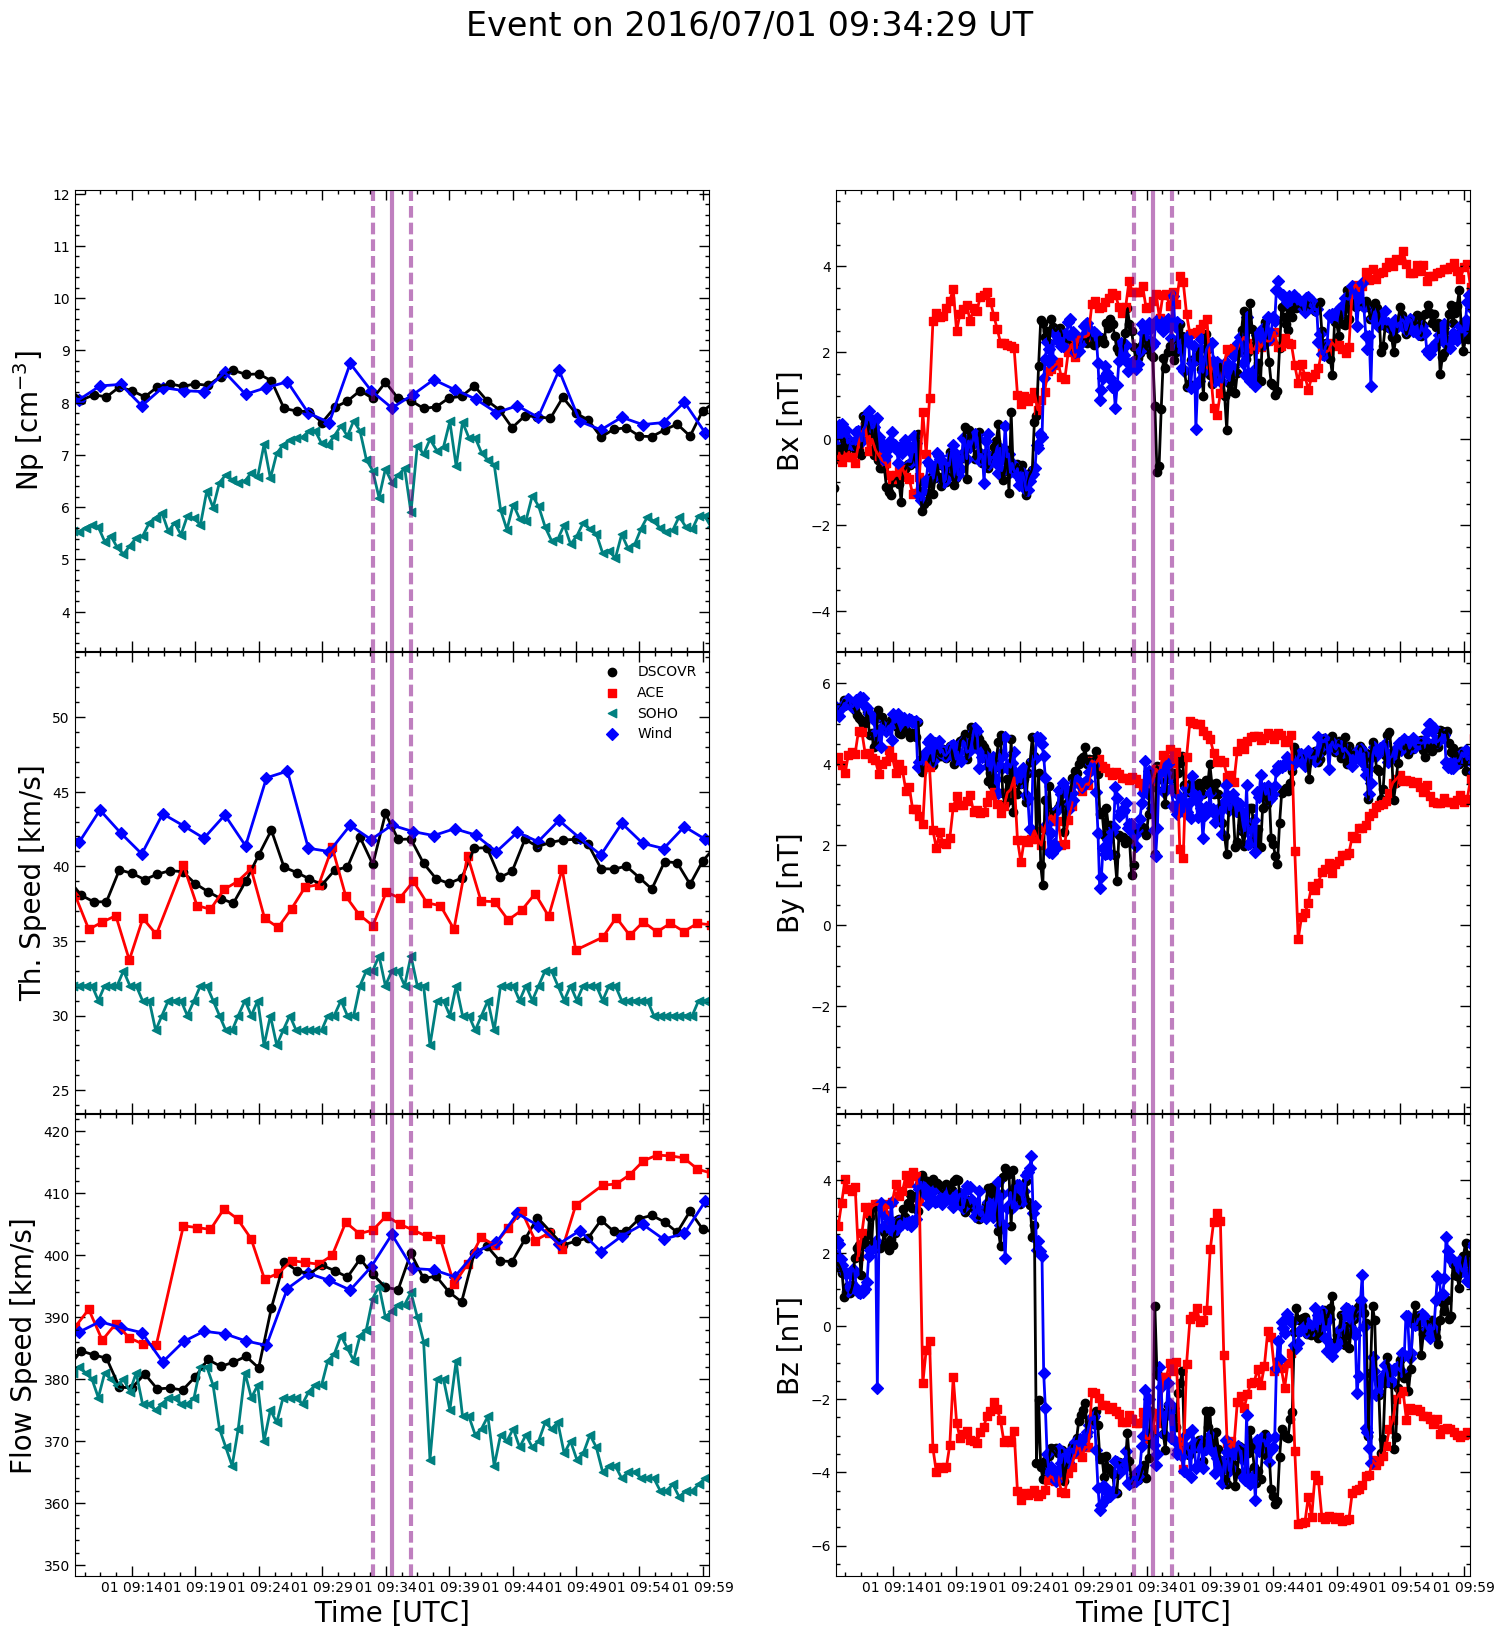 Event on 2016/07/01 09:34:29 UT
12
11
10
9
8
7
6
5
4
Np [cm⁻³]
4
2
0
−2
−4
Bx [nT]
50
45
40
35
30
25
Th. Speed [km/s]
DSCOVR
ACE
SOHO
Wind
6
4
2
0
−2
−4
By [nT]
420
410
400
390
380
370
360
350
Flow Speed [km/s]
01 09:14 01 09:19 01 09:24 01 09:29 01 09:34 01 09:39 01 09:44 01 09:49 01 09:54 01 09:59
Time [UTC]
4
2
0
−2
−4
−6
Bz [nT]
01 09:14 01 09:19 01 09:24 01 09:29 01 09:34 01 09:39 01 09:44 01 09:49 01 09:54 01 09:59
Time [UTC]